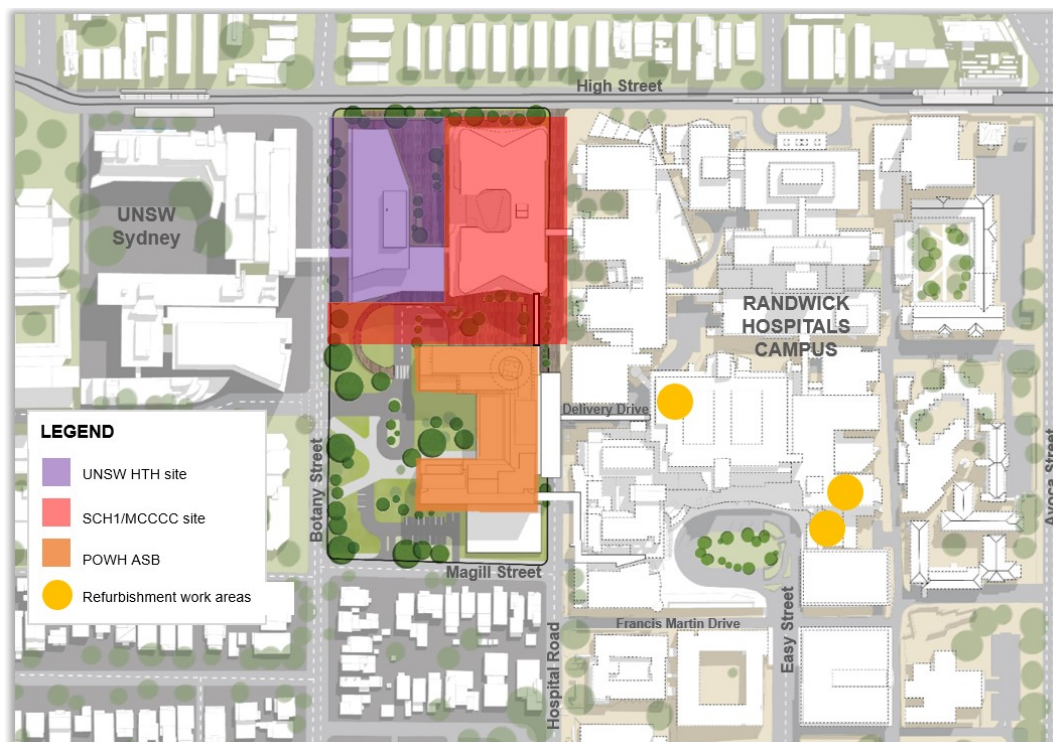 High Street
UNSW
Sydney
RANDWICK
HOSPITALS
CAMPUS
Delivery Drive
LEGEND
UNSW HTH site
SCH1/MCCCC site
POWH ASB
Refurbishment work areas
Botany Street
Avoca Street
Magill Street
Francis Martin Drive
Hospital Road
Easy Street